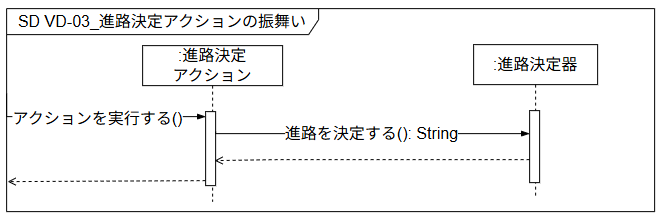 SD VD-03_進路決定アクションの振舞い
:進路決定
アクション
:進路決定器
アクションを実行する()
進路を決定する(): String